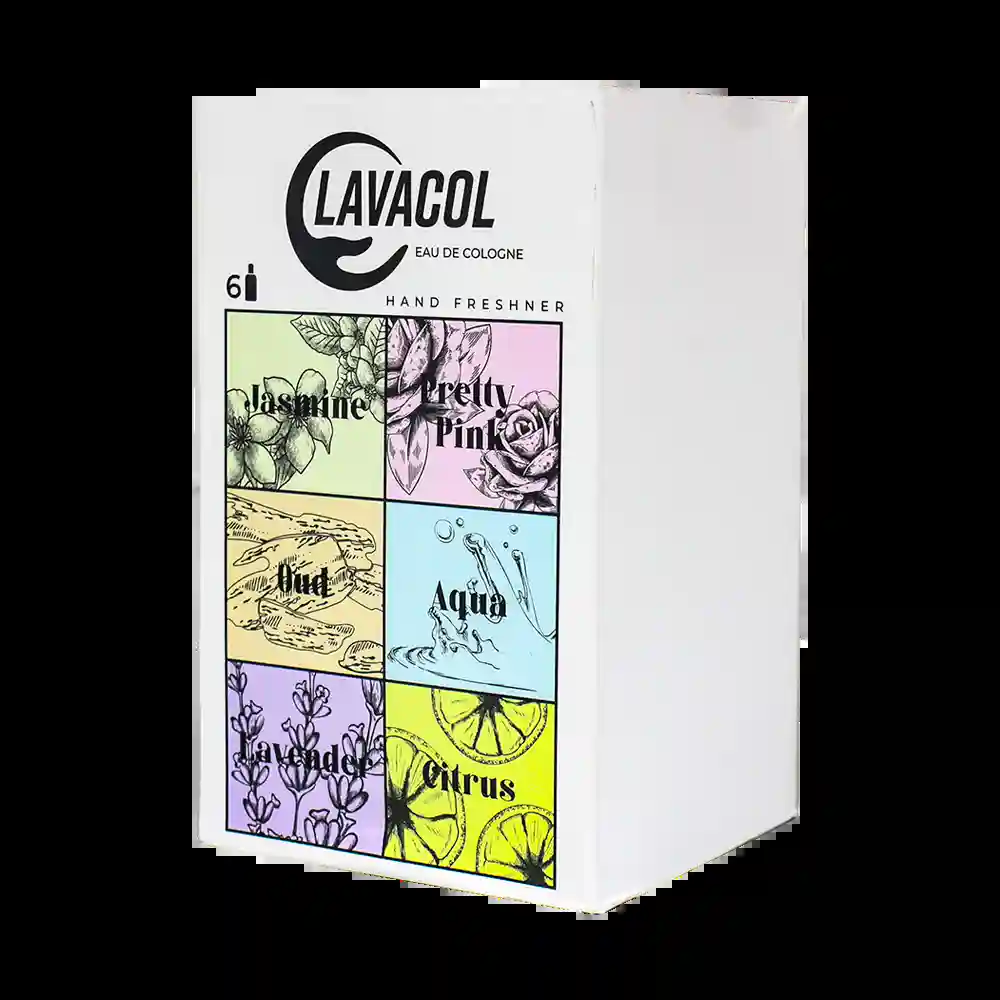 LAVACOL
EAU DE COLOGNE
6
HAND FRESHNER
Jasmine
Pretty
Pink
Oud
Aqua
Lavender
Citrus